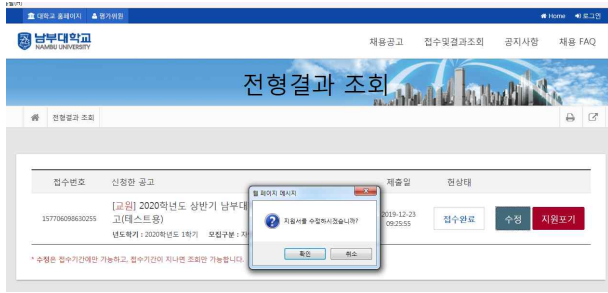 대학교 홈페이지 평가위원 Home 로그인
남부대학교 NAMBU UNIVERSITY
채용공고 접수및결과조회 공지사항 채용 FAQ
전형결과 조회
전형결과 조회
접수번호 신청한 공고 제출일 현상태
157706098630255
[교원] 2020학년도 상반기 남부대
고(테스트용)
년도학기 : 2020학년도 1학기 모집구분 :
웹 페이지 메시지
지원서를 수정하시겠습니까?
확인 취소
2019-12-23
09:25:55
접수완료 수정 지원포기
* 수정은 접수기간에만 가능하고, 접수기간이 지나면 조회만 가능합니다.